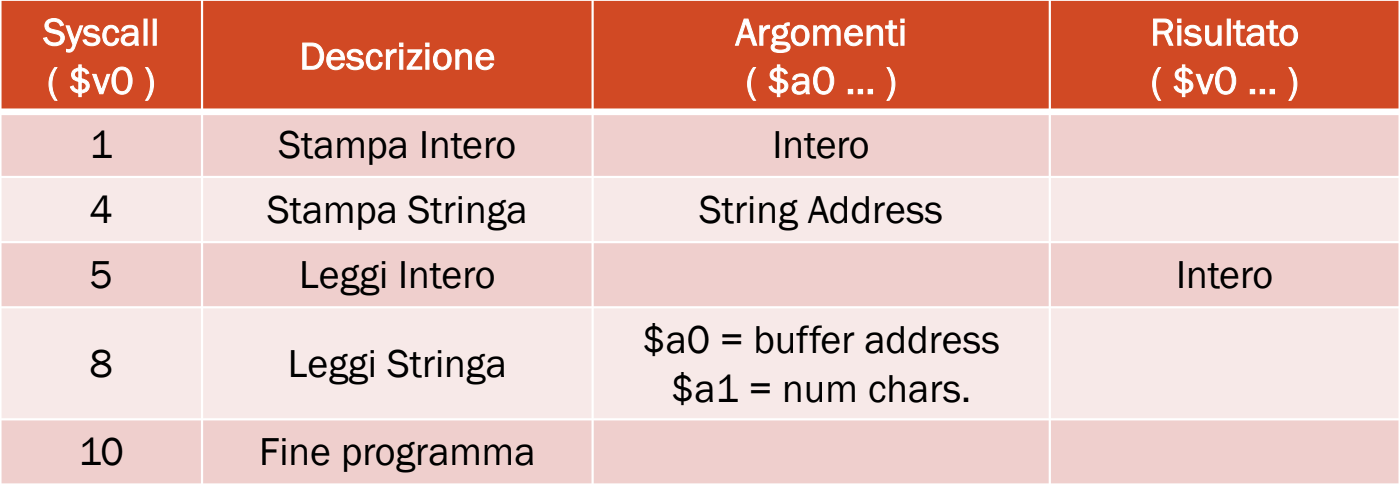 Syscall
( $v0 )
Descrizione
Argomenti
( $a0 ... )
Risultato
( $v0 ... )
1
Stampa Intero
Intero
4
Stampa Stringa
String Address
5
Leggi Intero
Intero
8
Leggi Stringa
$a0 = buffer address
$a1 = num chars.
10
Fine programma